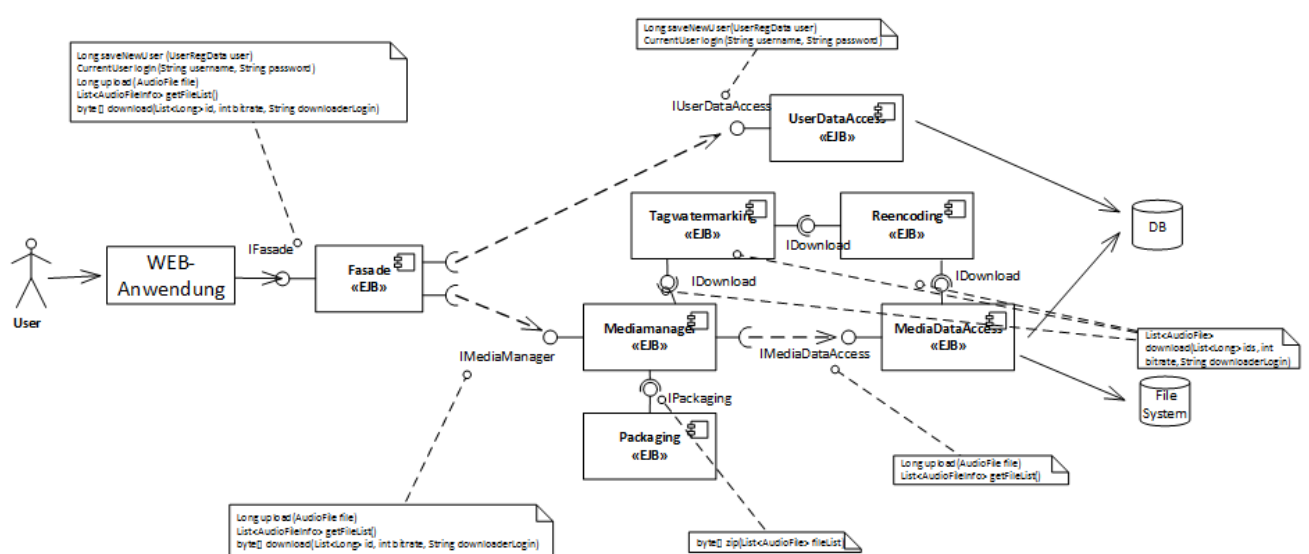 Long saveNewUser(UserRegData user)
CurrentUser login(String username, String password)
Long saveNewUser (UserRegData user)
CurrentUser login(String username, String password)
Long upload(AudioFile file)
List<AudioFileInfo> getFileList()
byte[] download(List<Long> id, int bitrate, String downloaderLogin)
IUserDataAccess
UserDataAccess
«EJB»
Tagwatermarking
«EJB»
IDownload
Reencoding
«EJB»
DB
IFasade
WEB-
Anwendung
Fasade
«EJB»
User
IDownload
IDownload
Mediamanager
«EJB»
IMediaManager
IMediaDataAccess
MediaDataAccess
«EJB»
List<AudioFile>
download(List<Long> ids, int
bitrate, String downloaderLogin)
File
System
IPackaging
Packaging
«EJB»
Long upload(AudioFile file)
List<AudioFileInfo> getFileList()
Long upload(AudioFile file)
List<AudioFileInfo> getFileList()
byte[] download(List<Long> id, int bitrate, String downloaderLogin)
byte[] zip(List<AudioFile> fileList)